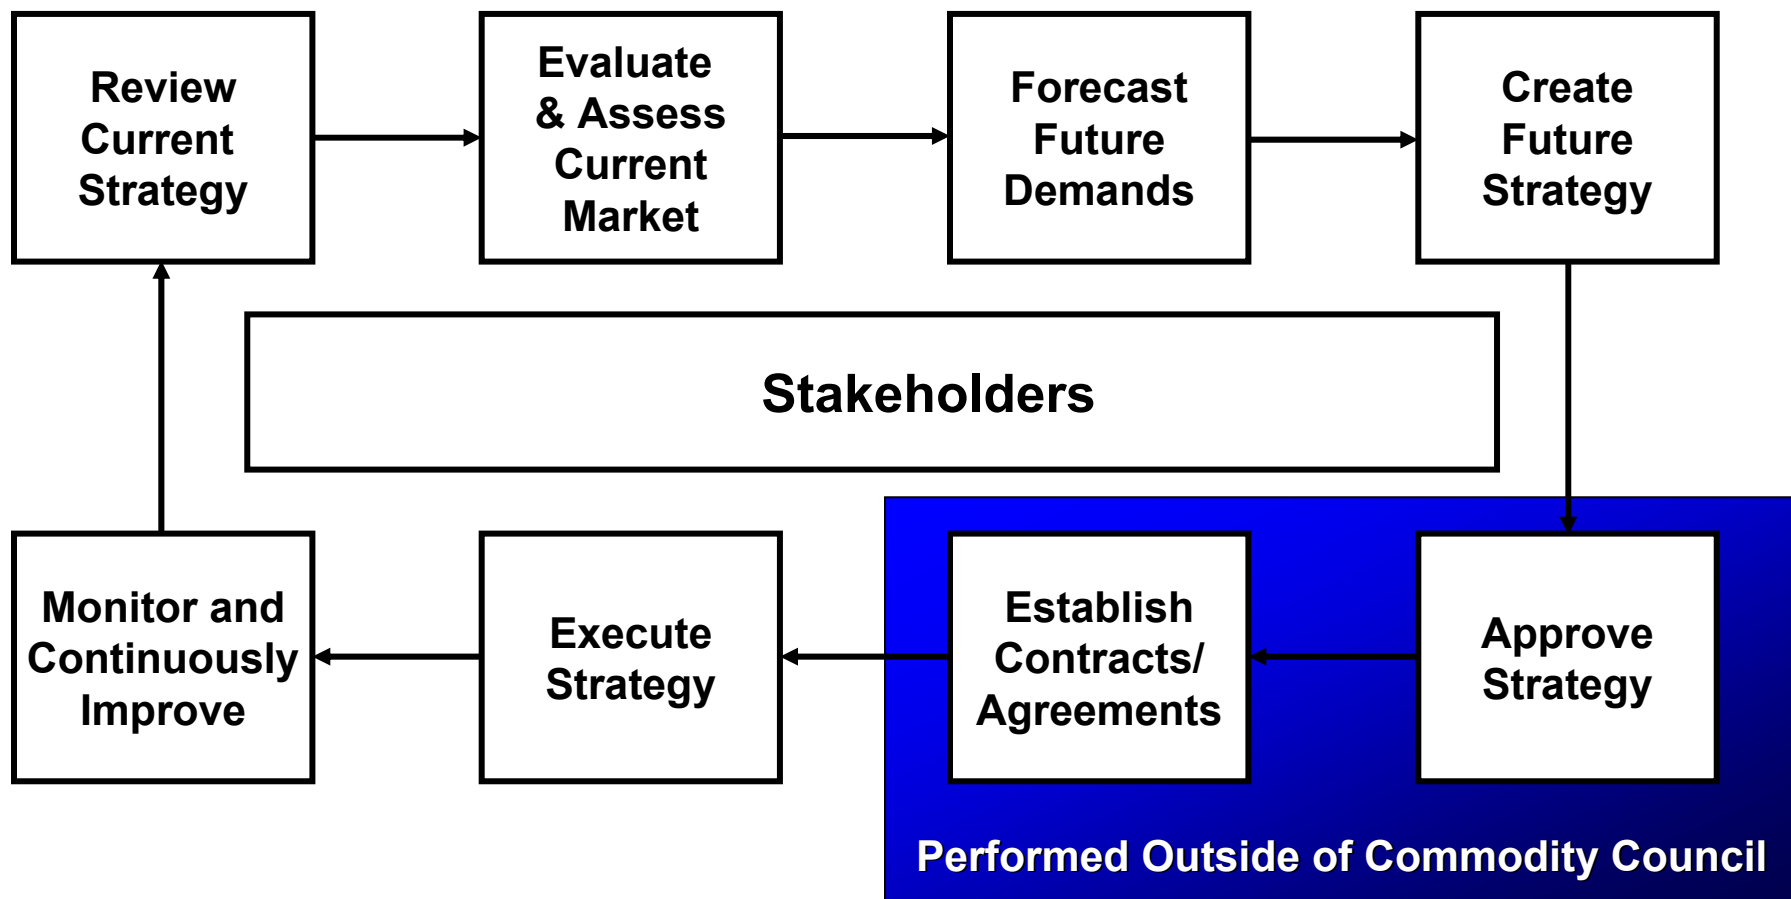 Review
Current
Strategy
Evaluate
& Assess
Current
Market
Forecast
Future
Demands
Create
Future
Strategy
Stakeholders
Monitor and
Continuously
Improve
Execute
Strategy
Establish
Contracts/
Agreements
Approve
Strategy
Performed Outside of Commodity Council